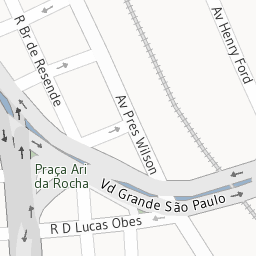 R Br de Resende
Av Henry Ford
Av Pres Wilson
Praça Ari
da Rocha
Vd Grande São Paulo
R D Lucas Obes